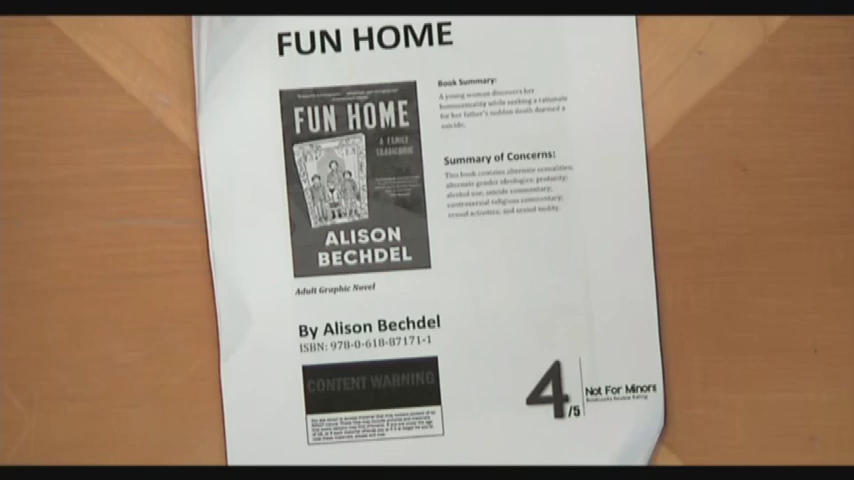 FUN HOME
Book Summary:
A young woman discovers her
homosexuality while seeking a rationale
for her father's sudden death deemed a
suicide.
FUN HOME
A FAMILY
TRAGICOMIC
ALISON
BECHDEL
Summary of Concerns:
This book contains alternate sexualities;
alternate gender ideologies; profanity;
alcohol use; suicide commentary;
controversial religious commentary;
sexual activities; and sexual nudity.
Adult Graphic Novel
By Alison Bechdel
ISBN: 978-0-618-87171-1
CONTENT WARNING
4/5
Not For Minors
BookLooks Review Rating